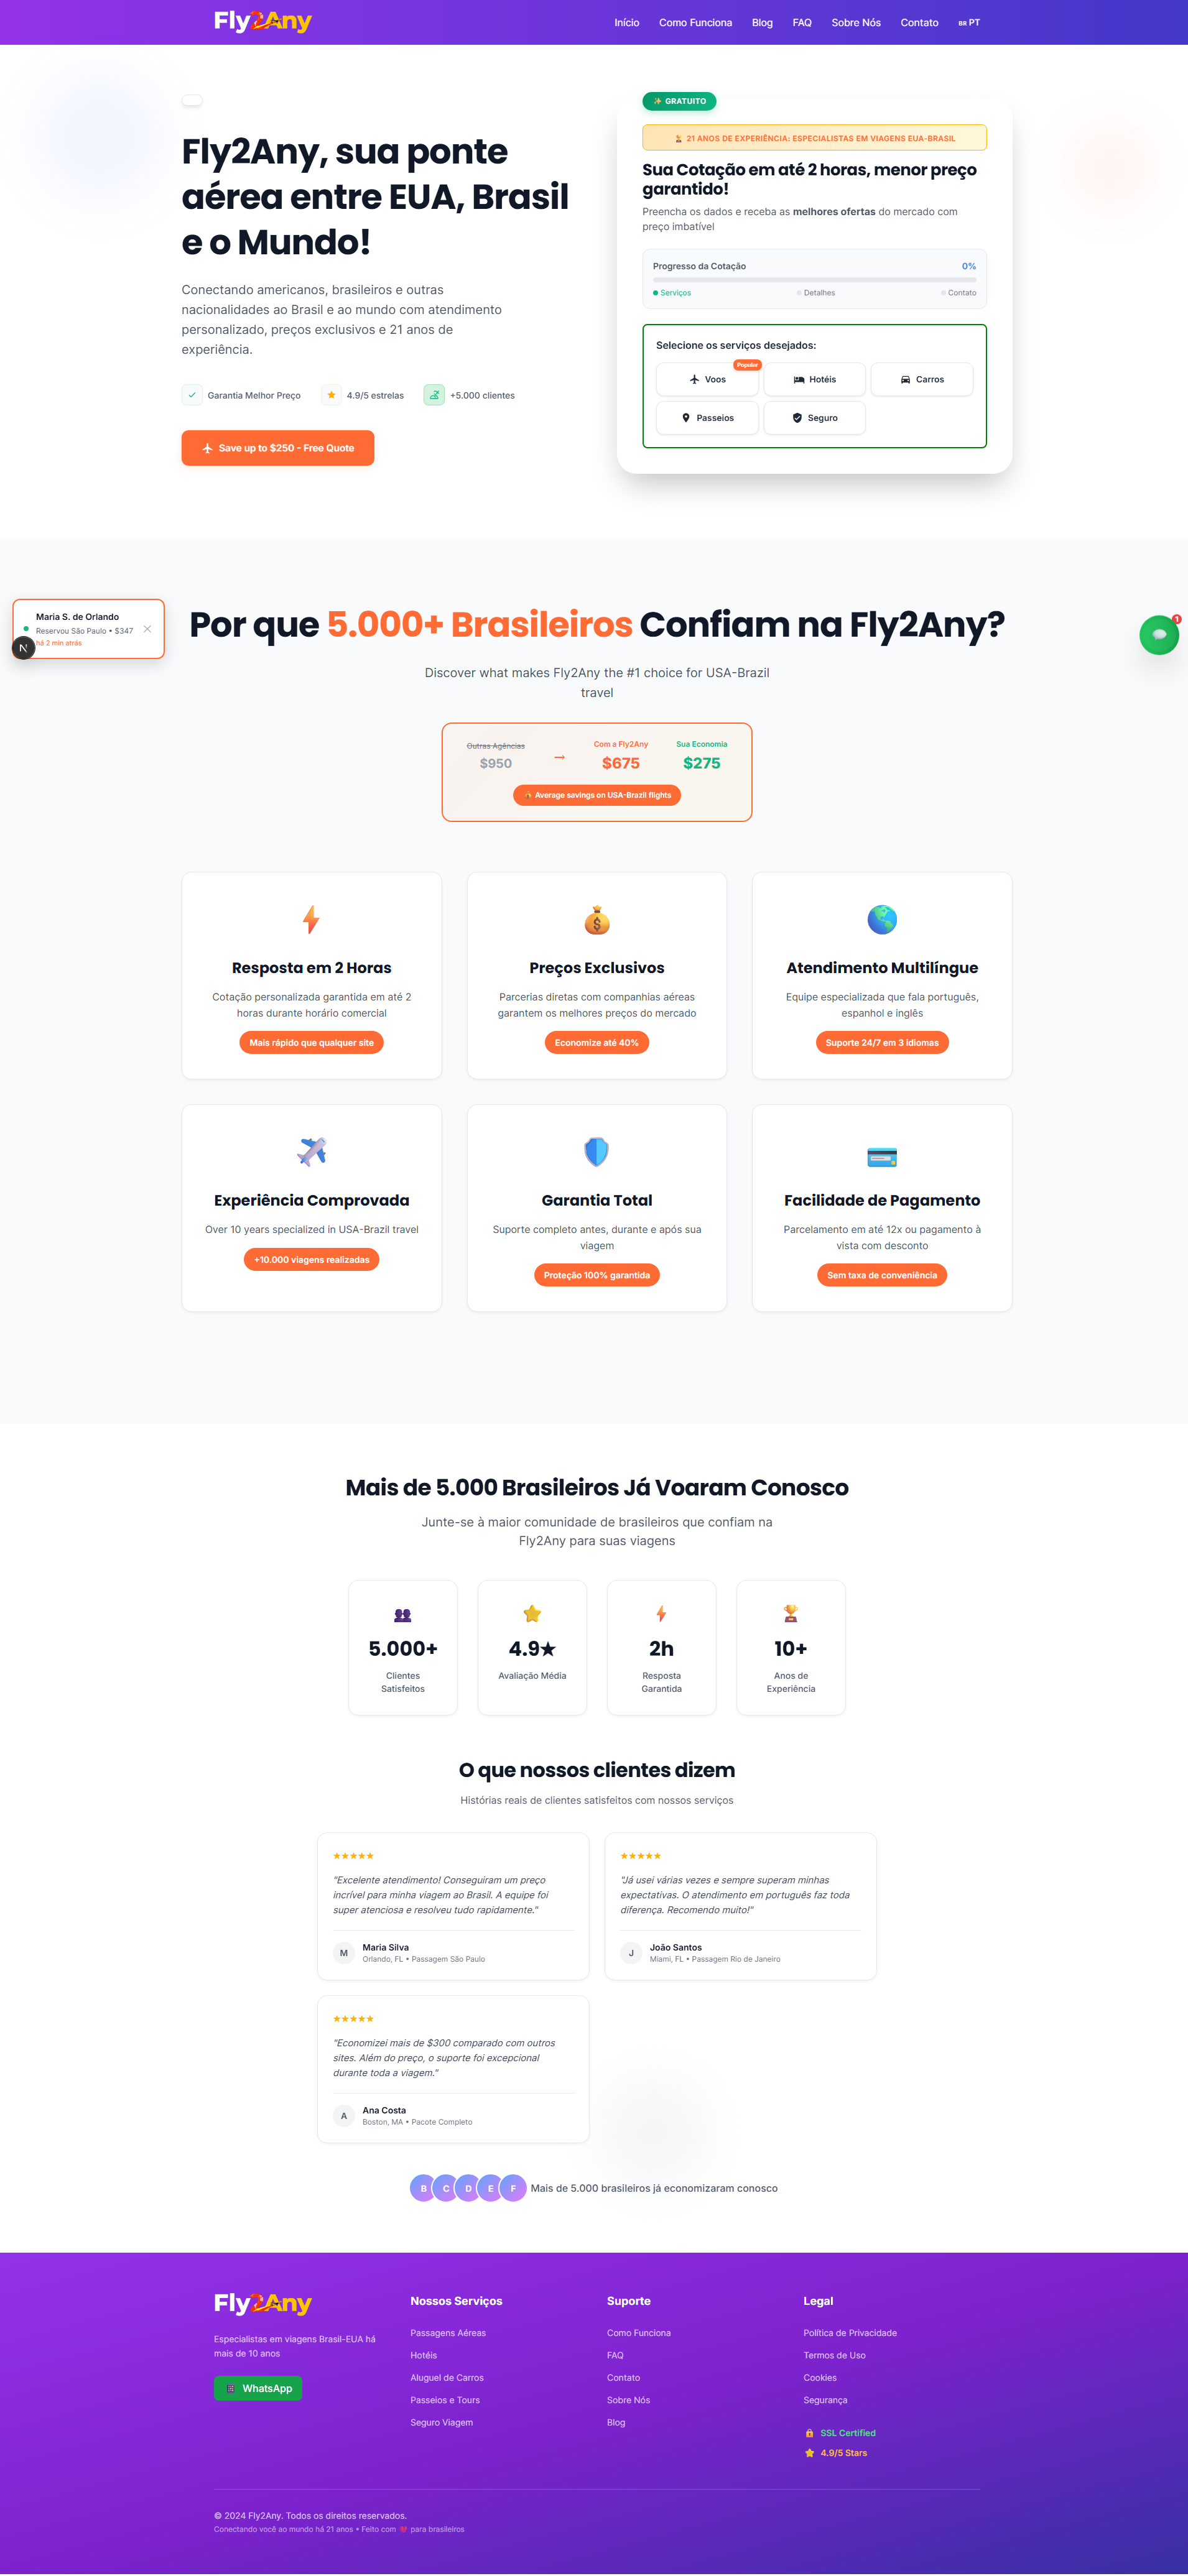 Fly2Any
Início Como Funciona Blog FAQ Sobre Nós Contato BR PT
Fly2Any, sua ponte
aérea entre EUA, Brasil
e o Mundo!
Conectando americanos, brasileiros e outras
nacionalidades ao Brasil e ao mundo com atendimento
personalizado, preços exclusivos e 21 anos de
experiência.
Garantia Melhor Preço 4.9/5 estrelas +5.000 clientes
Save up to $250 - Free Quote
✨ GRATUITO
🏆 21 ANOS DE EXPERIÊNCIA: ESPECIALISTAS EM VIAGENS EUA-BRASIL
Sua Cotação em até 2 horas, menor preço
garantido!
Preencha os dados e receba as melhores ofertas do mercado com
preço imbatível
Progresso da Cotação 0%
Serviços Detalhes Contato
Selecione os serviços desejados:
Popular
Voos Hotéis Carros
Passeios Seguro
Maria S. de Orlando
Reservou São Paulo • $347
há 2 min atrás
N
1
Por que 5.000+ Brasileiros Confiam na Fly2Any?
Discover what makes Fly2Any the #1 choice for USA-Brazil
travel
Outras Agências
$950
→
Com a Fly2Any
$675
Sua Economia
$275
💰 Average savings on USA-Brazil flights
Resposta em 2 Horas
Cotação personalizada garantida em até 2
horas durante horário comercial
Mais rápido que qualquer site
Preços Exclusivos
Parcerias diretas com companhias aéreas
garantem os melhores preços do mercado
Economize até 40%
Atendimento Multilíngue
Equipe especializada que fala português,
espanhol e inglês
Suporte 24/7 em 3 idiomas
Experiência Comprovada
Over 10 years specialized in USA-Brazil travel
+10.000 viagens realizadas
Garantia Total
Suporte completo antes, durante e após sua
viagem
Proteção 100% garantida
Facilidade de Pagamento
Parcelamento em até 12x ou pagamento à
vista com desconto
Sem taxa de conveniência
Mais de 5.000 Brasileiros Já Voaram Conosco
Junte-se à maior comunidade de brasileiros que confiam na
Fly2Any para suas viagens
5.000+
Clientes
Satisfeitos
4.9★
Avaliação Média
2h
Resposta
Garantida
10+
Anos de
Experiência
O que nossos clientes dizem
Histórias reais de clientes satisfeitos com nossos serviços
★★★★★
"Excelente atendimento! Conseguiram um preço
incrível para minha viagem ao Brasil. A equipe foi
super atenciosa e resolveu tudo rapidamente."
M
Maria Silva
Orlando, FL • Passagem São Paulo
★★★★★
"Já usei várias vezes e sempre superam minhas
expectativas. O atendimento em português faz toda
diferença. Recomendo muito!"
J
João Santos
Miami, FL • Passagem Rio de Janeiro
★★★★★
"Economizei mais de $300 comparado com outros
sites. Além do preço, o suporte foi excepcional
durante toda a viagem."
A
Ana Costa
Boston, MA • Pacote Completo
B C D E F Mais de 5.000 brasileiros já economizaram conosco
Fly2Any
Especialistas em viagens Brasil-EUA há
mais de 10 anos
WhatsApp
Nossos Serviços
Passagens Aéreas
Hotéis
Aluguel de Carros
Passeios e Tours
Seguro Viagem
Suporte
Como Funciona
FAQ
Contato
Sobre Nós
Blog
Legal
Política de Privacidade
Termos de Uso
Cookies
Segurança
🔒 SSL Certified
⭐ 4.9/5 Stars
© 2024 Fly2Any. Todos os direitos reservados.
Conectando você ao mundo há 21 anos • Feito com ❤️ para brasileiros